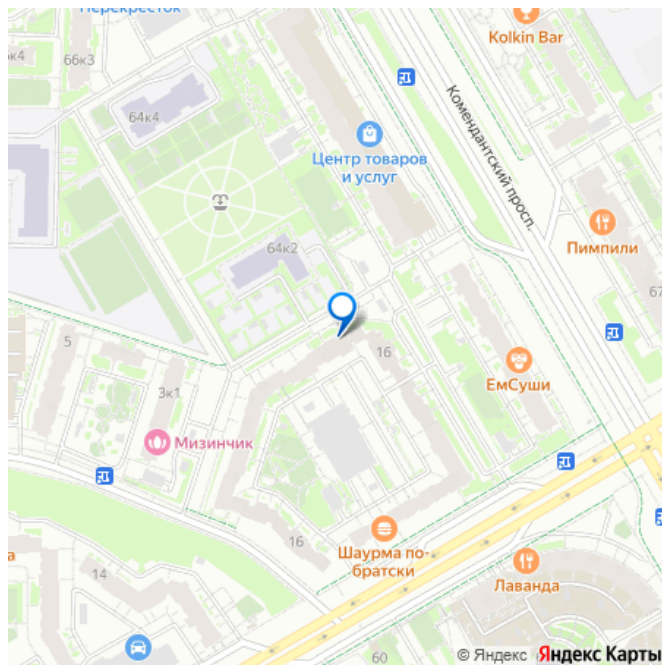 Перекресток
Kolkin Bar
к4
66к3
64к4
Комендантский просп.
Центр товаров
и услуг
Пимпили
64к2
67
5
16
3к1
ЕмСуши
Мизинчик
16
Шаурма по-
братски
а
14
Лаванда
60
© Яндекс Яндекс Карты